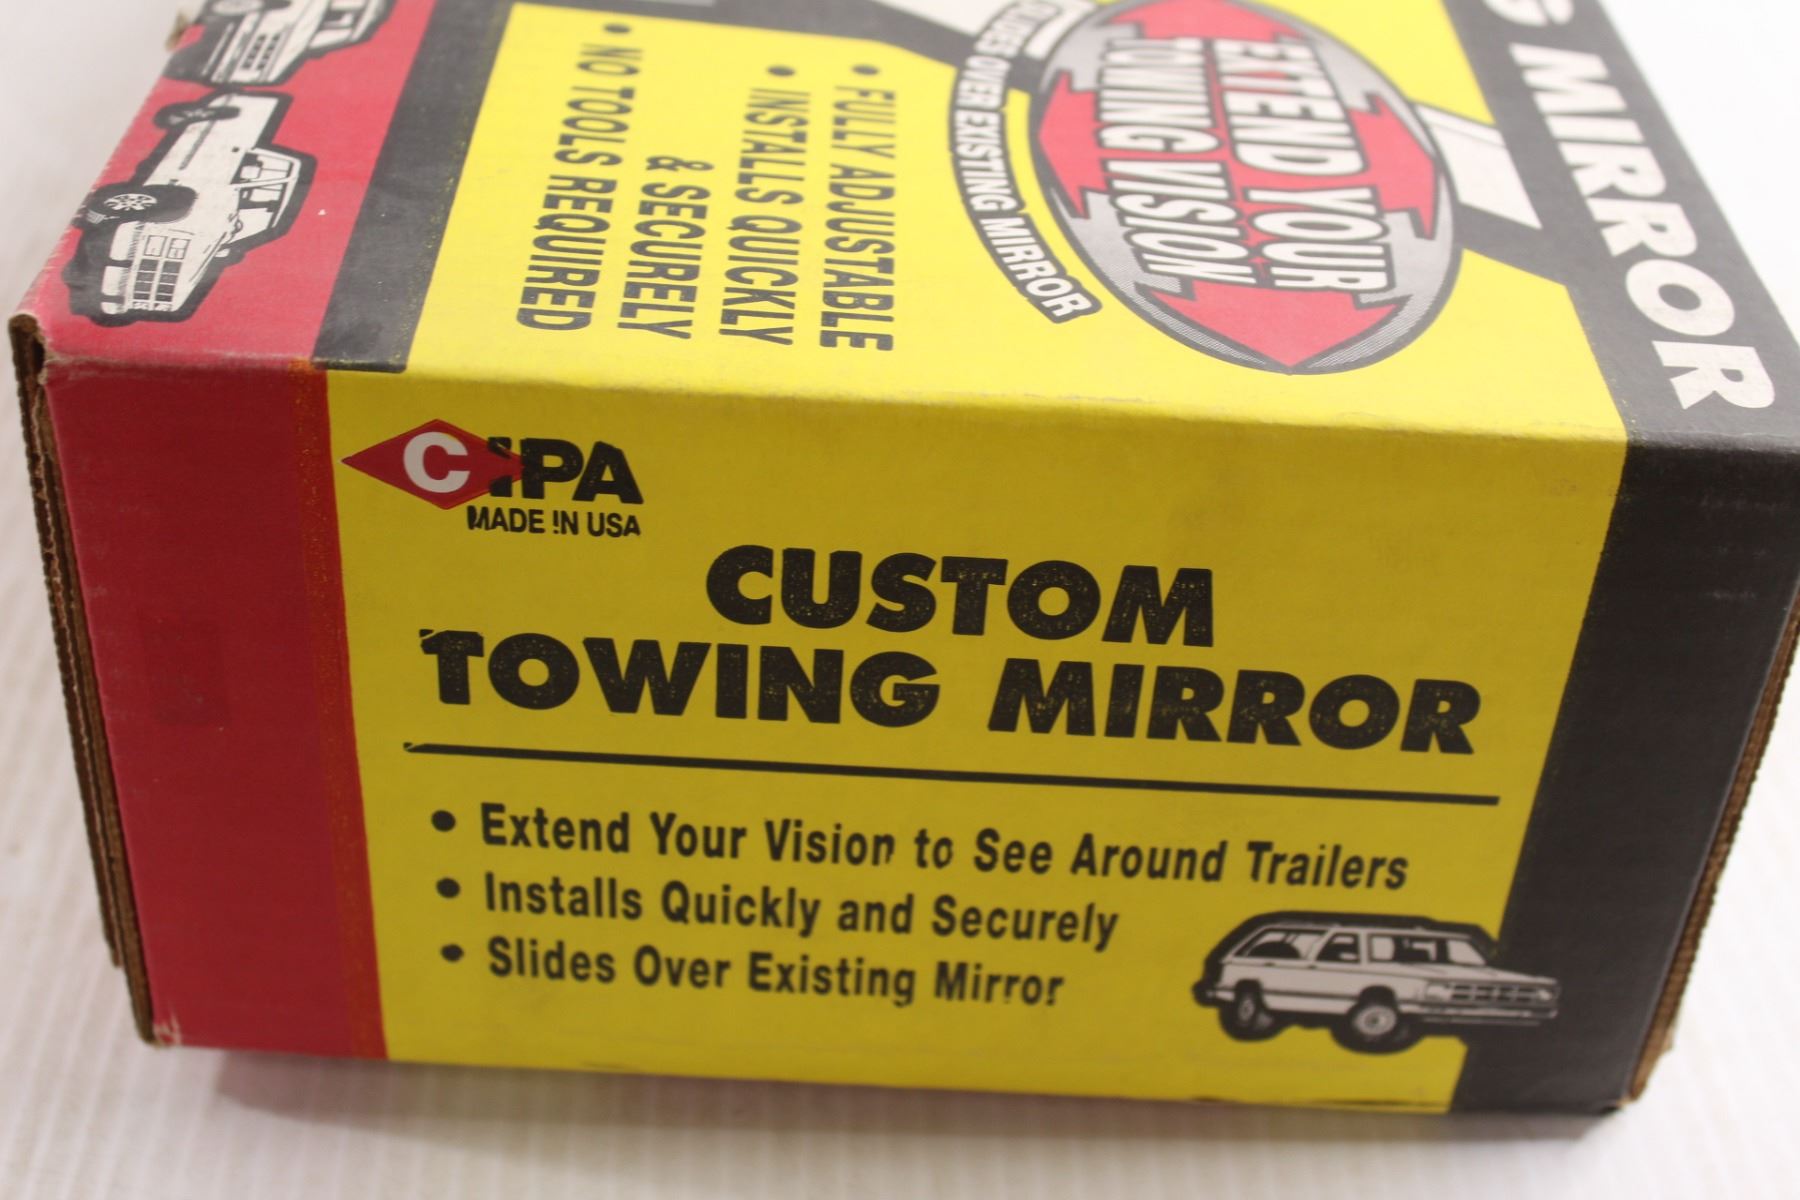 MIRROR
EXTEND YOUR
TOWING VISION
OVER EXISTING MIRROR
• FULLY ADJUSTABLE
• INSTALLS QUICKLY
& SECURELY
• NO TOOLS REQUIRED
CIPA
MADE IN USA
CUSTOM
TOWING MIRROR
• Extend Your Vision to See Around Trailers
• Installs Quickly and Securely
• Slides Over Existing Mirror